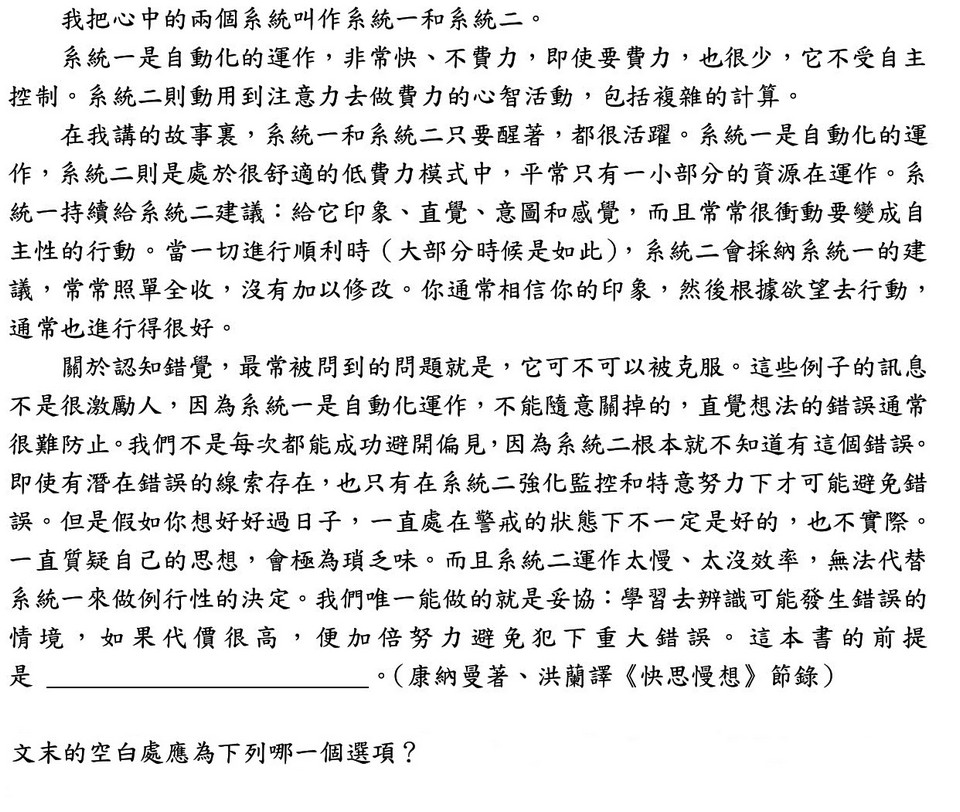 我把心中的兩個系統叫作系統一和系統二。
系統一是自動化的運作，非常快、不費力，即使要費力，也很少，它不受自主
控制。系統二則動用到注意力去做費力的心智活動，包括複雜的計算。
在我講的故事裏，系統一和系統二只要醒著，都很活躍。系統一是自動化的運
作，系統二則是處於很舒適的低費力模式中，平常只有一小部分的資源在運作。系
統一持續給系統二建議：給它印象、直覺、意圖和感覺，而且常常很衝動要變成自
主性的行動。當一切進行順利時（大部分時候是如此），系統二會採納系統一的建
議，常常照單全收，沒有加以修改。你通常相信你的印象，然後根據欲望去行動，
通常也進行得很好。
關於認知錯覺，最常被問到的問題就是，它可不可以被克服。這些例子的訊息
不是很激勵人，因為系統一是自動化運作，不能隨意關掉的，直覺想法的錯誤通常
很難防止。我們不是每次都能成功避開偏見，因為系統二根本就不知道有這個錯誤。
即使有潛在錯誤的線索存在，也只有在系統二強化監控和特意努力下才可能避免錯
誤。但是假如你想好好過日子，一直處在警戒的狀態下不一定是好的，也不實際。
一直質疑自己的思想，會極為瑣乏味。而且系統二運作太慢、太沒效率，無法代替
系統一來做例行性的決定。我們唯一能做的就是妥協：學習去辨識可能發生錯誤的
情境，如果代價很高，便加倍努力避免犯下重大錯誤。這本書的前提
是 ＿＿＿＿＿＿＿＿＿＿＿＿。（康納曼著、洪蘭譯《快思慢想》節錄）
文末的空白處應為下列哪一個選項？